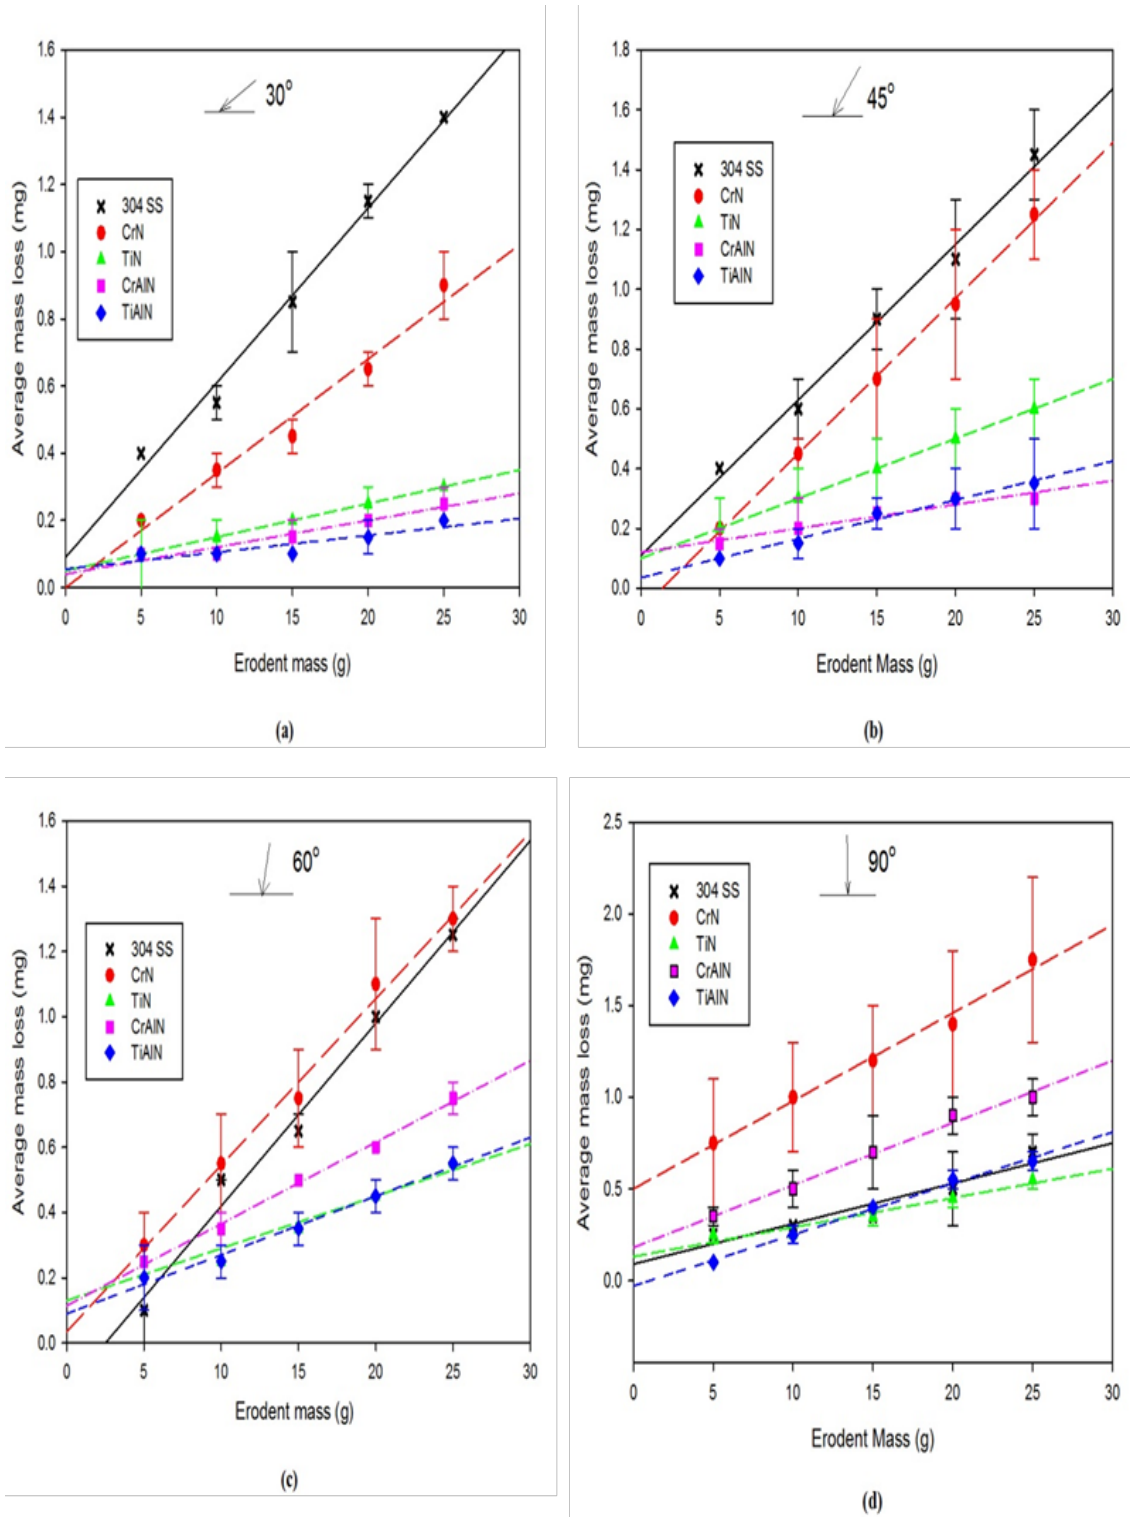 1.6
1.4
1.2
1.0
0.8
0.6
0.4
0.2
0.0
Average mass loss (mg)
30°
304 SS
CrN
TiN
CrAlN
TiAlN
0 5 10 15 20 25 30
Erodent mass (g)
(a)
1.8
1.6
1.4
1.2
1.0
0.8
0.6
0.4
0.2
0.0
Average mass loss (mg)
45°
304 SS
CrN
TiN
CrAlN
TiAlN
0 5 10 15 20 25 30
Erodent Mass (g)
(b)
1.6
1.4
1.2
1.0
0.8
0.6
0.4
0.2
0.0
Average mass loss (mg)
60°
304 SS
CrN
TiN
CrAlN
TiAlN
0 5 10 15 20 25 30
Erodent mass (g)
(c)
2.5
2.0
1.5
1.0
0.5
0.0
Average mass loss (mg)
90°
304 SS
CrN
TiN
CrAlN
TiAlN
0 5 10 15 20 25 30
Erodent Mass (g)
(d)